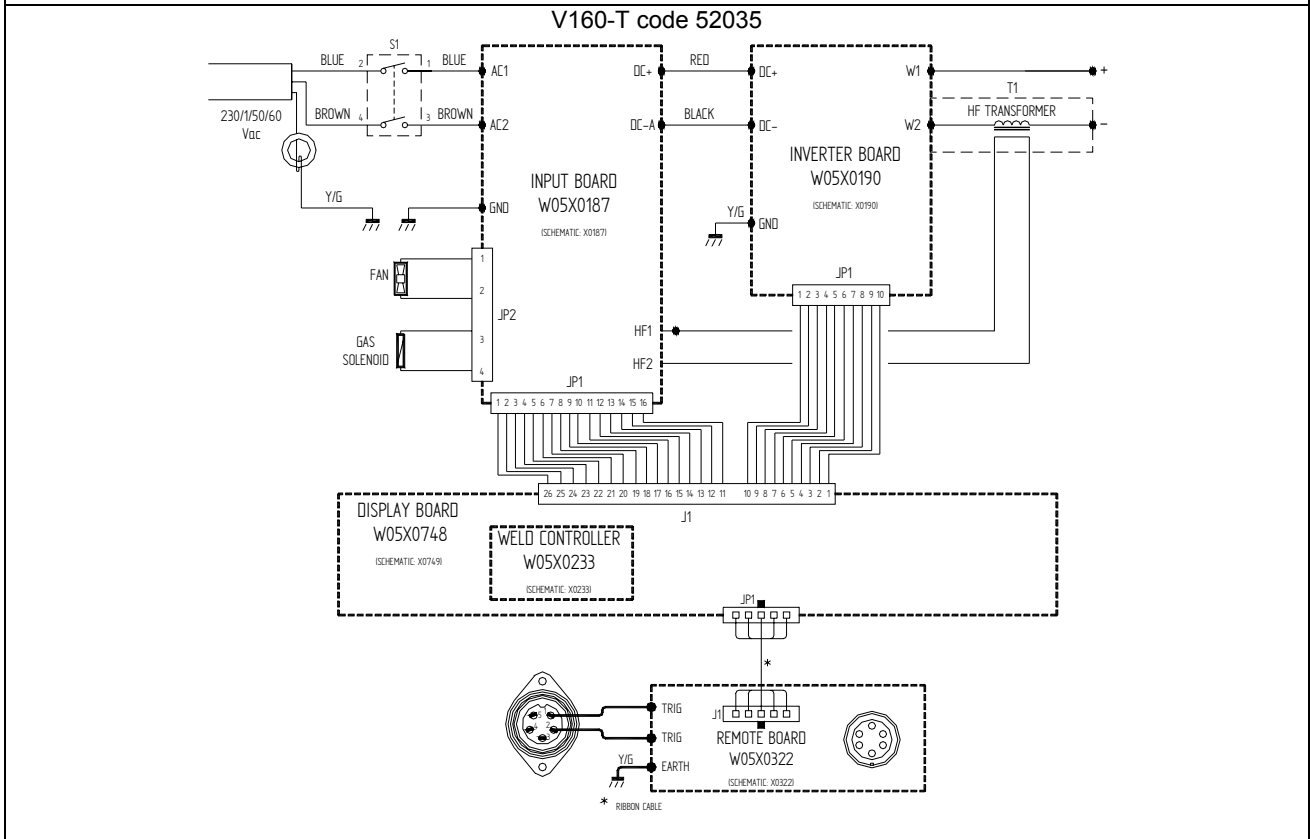 V160-T code 52035
S1
BLUE 2 1 BLUE
BROWN 4 3 BROWN
230/1/50/60
Vac
Y/G
AC1
AC2
GND
DC+
DC-A
INPUT BOARD
W05X0187
(SCHEMATIC: X0187)
RED
BLACK
DC+
DC-
Y/G
GND
INVERTER BOARD
W05X0190
(SCHEMATIC: X0190)
W1
W2
+
T1
HF TRANSFORMER
-
FAN
GAS
SOLENOID
1
2
3
4
JP2
HF1
HF2
JP1
1 2 3 4 5 6 7 8 9 10
JP1
1 2 3 4 5 6 7 8 9 10 11 12 13 14 15 16
26 25 24 23 22 21 20 19 18 17 16 15 14 13 12 11 10 9 8 7 6 5 4 3 2 1
J1
DISPLAY BOARD
W05X0748
(SCHEMATIC: X0749)
WELD CONTROLLER
W05X0233
(SCHEMATIC: X0233)
JP1
*
5
4
3
2
TRIG
TRIG
Y/G
EARTH
J1
REMOTE BOARD
W05X0322
(SCHEMATIC: X0322)
* RIBBON CABLE